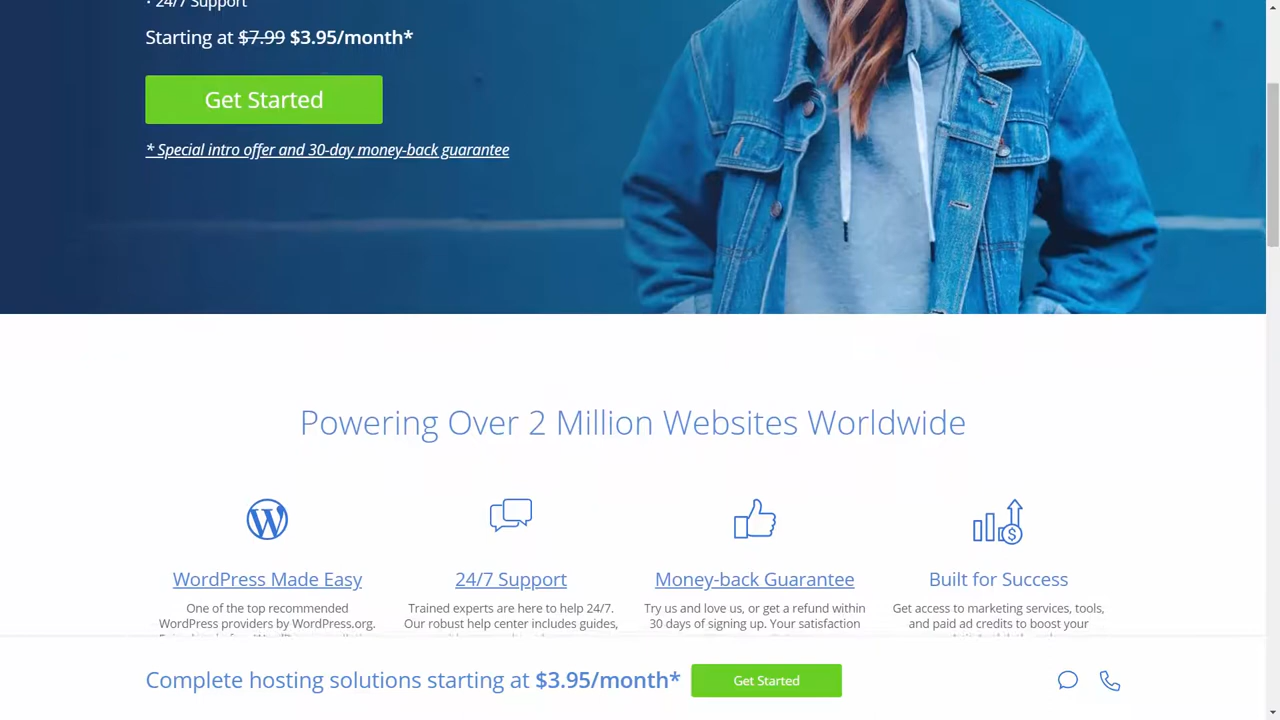 · 24/7 Support
Starting at $7.99 $3.95/month*
Get Started
* Special intro offer and 30-day money-back guarantee
Powering Over 2 Million Websites Worldwide
WordPress Made Easy
One of the top recommended
WordPress providers by WordPress.org.
24/7 Support
Trained experts are here to help 24/7.
Our robust help center includes guides,
Money-back Guarantee
Try us and love us, or get a refund within
30 days of signing up. Your satisfaction
Built for Success
Get access to marketing services, tools,
and paid ad credits to boost your
Complete hosting solutions starting at $3.95/month*
Get Started